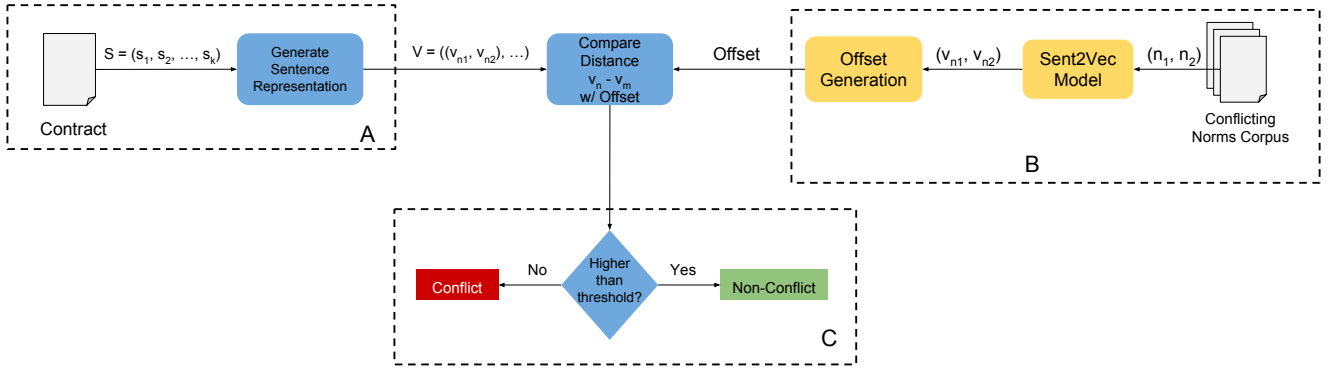 S = (s1, s2, …, sk)
Contract
Generate
Sentence
Representation
A
V = ((vn1, vn2), …)
Compare
Distance
vn - vm
w/ Offset
Offset
Offset
Generation
(vn1, vn2)
Sent2Vec
Model
(n1, n2)
Conflicting
Norms Corpus
B
Higher
than
threshold?
No
Yes
Conflict
Non-Conflict
C